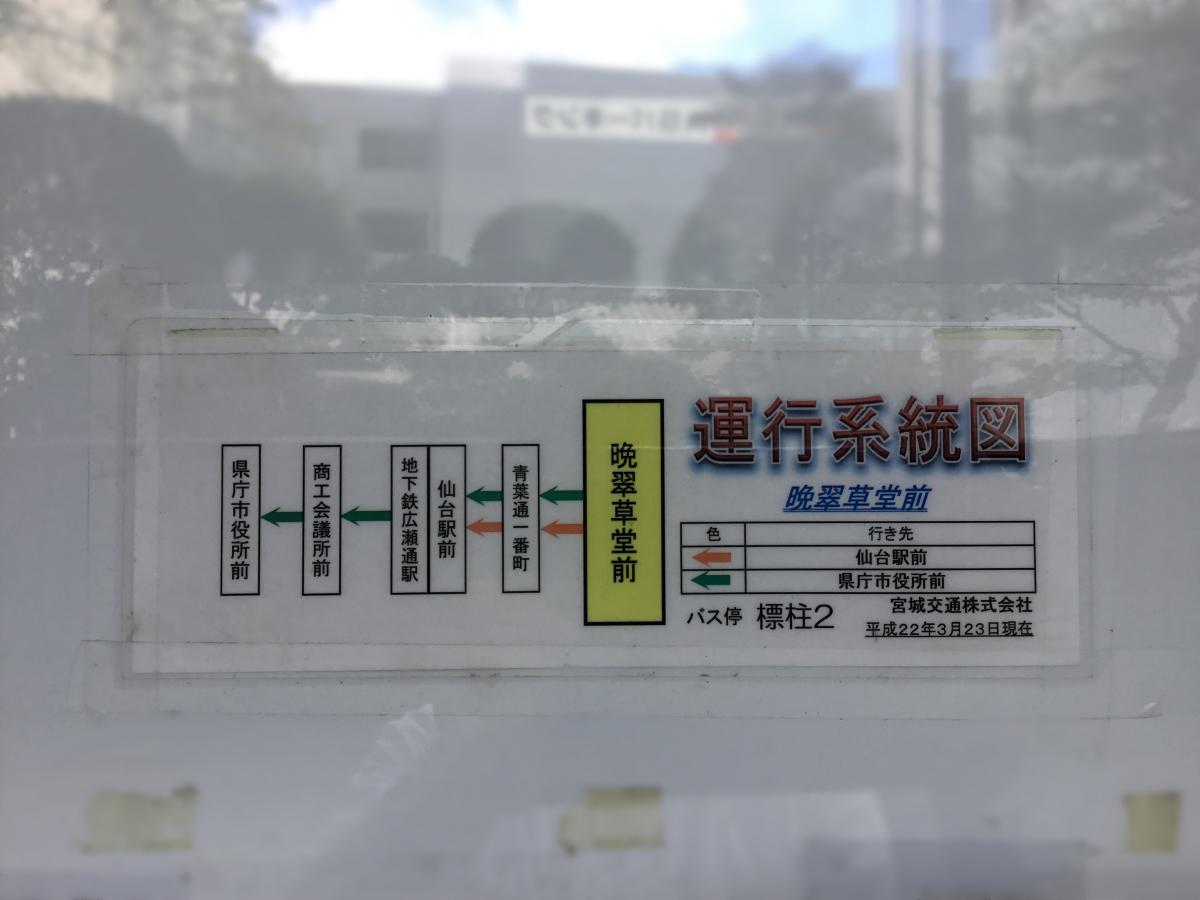 運行系統図
晩翠草堂前
色 行き先
仙台駅前
県庁市役所前
宮城交通株式会社
バス停 標柱2
平成22年3月23日現在
晩翠草堂前
青葉通一番町
仙台駅前
地下鉄広瀬通駅
商工会議所前
県庁市役所前